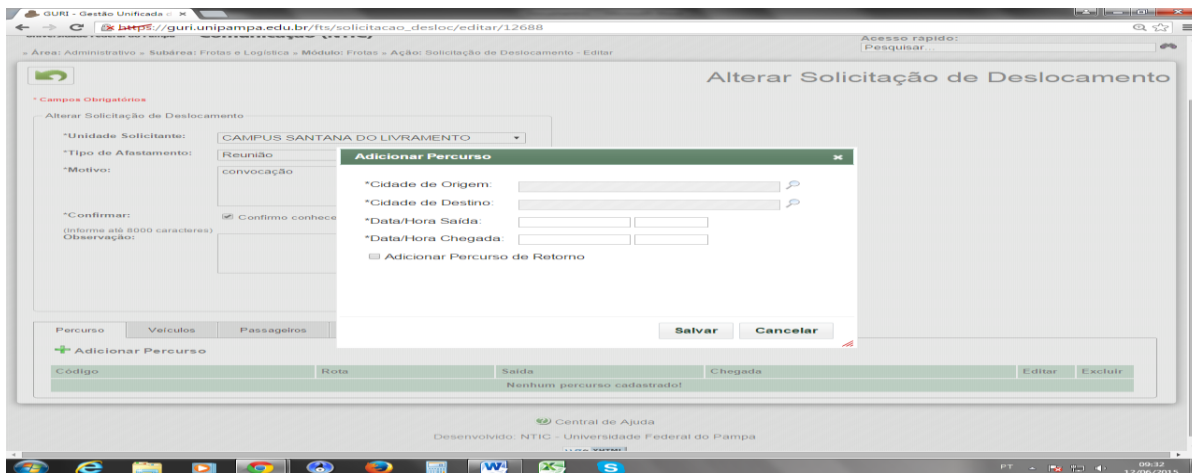 GURI - Gestão Unificada d
https://guri.unipampa.edu.br/fts/solicitacao_desloc/editar/12688
Acesso rápido:
Pesquisar...
» Área: Administrativo » Subárea: Frotas e Logística » Módulo: Frotas » Ação: Solicitação de Deslocamento - Editar
Alterar Solicitação de Deslocamento
* Campos Obrigatórios
Alterar Solicitação de Deslocamento
*Unidade Solicitante: CAMPUS SANTANA DO LIVRAMENTO
*Tipo de Afastamento: Reunião
*Motivo: convocação
*Confirmar: Confirmo conhece
(Informe até 8000 caracteres)
Observação:
Adicionar Percurso
*Cidade de Origem:
*Cidade de Destino:
*Data/Hora Saída:
*Data/Hora Chegada:
Adicionar Percurso de Retorno
Salvar Cancelar
Percurso Veículos Passageiros
Adicionar Percurso
Código Rota Saída Chegada Editar Excluir
Nenhum percurso cadastrado!
Central de Ajuda
Desenvolvido: NTIC - Universidade Federal do Pampa
PT 09:32
12/06/2015